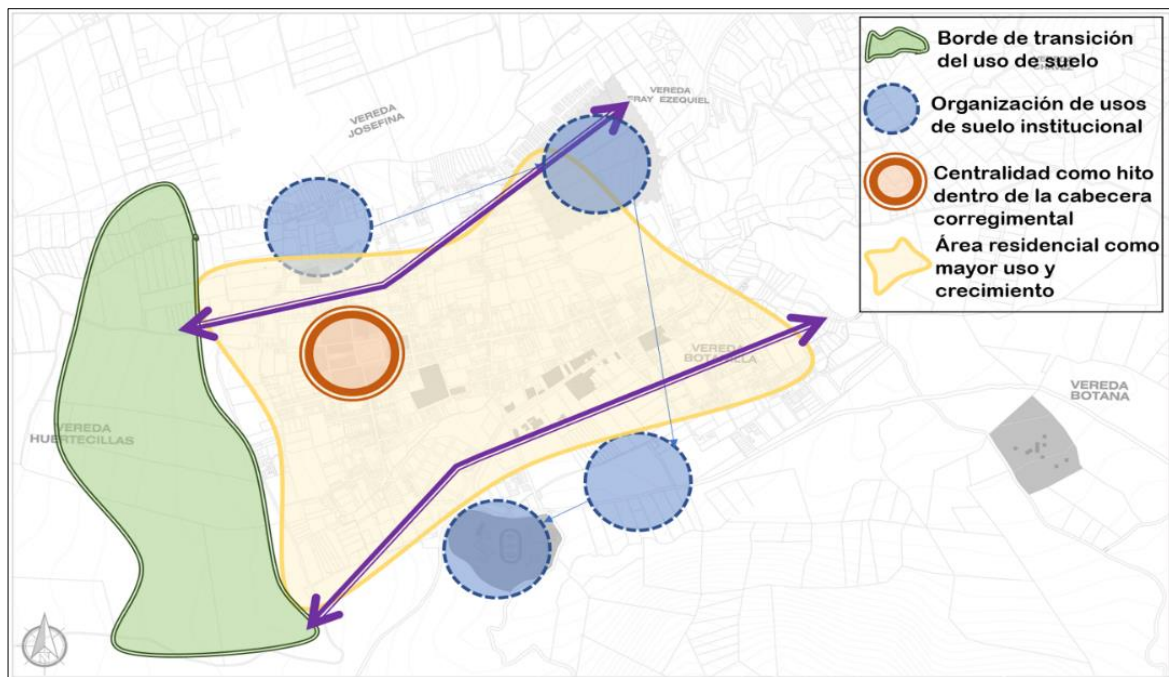 Borde de transición
del uso de suelo
Organización de usos
de suelo institucional
Centralidad como hito
dentro de la cabecera
corregimental
Área residencial como
mayor uso y
crecimiento
VEREDA
FRAY EZEQUIEL
VEREDA
JOSEFINA
VEREDA
VEREDA
BOTANA
VEREDA
HUERTECILLAS